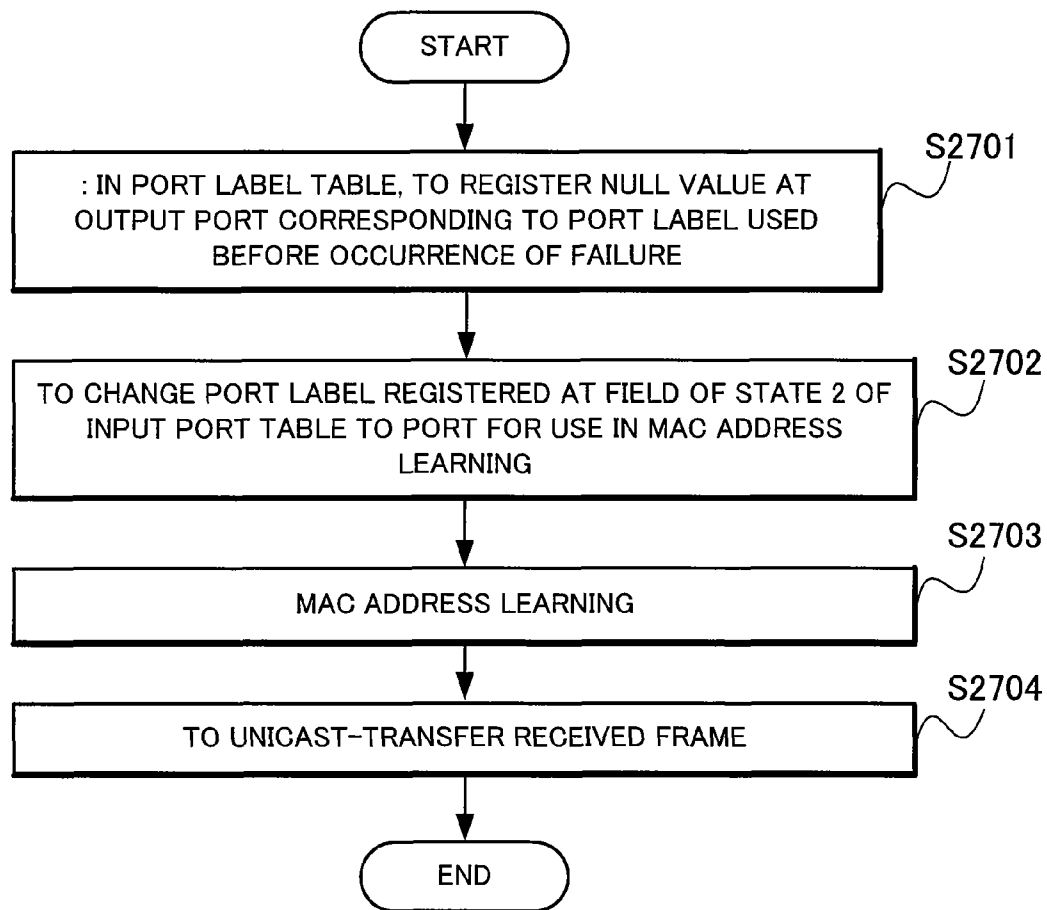 START
S2701
: IN PORT LABEL TABLE, TO REGISTER NULL VALUE AT
OUTPUT PORT CORRESPONDING TO PORT LABEL USED
BEFORE OCCURRENCE OF FAILURE
S2702
TO CHANGE PORT LABEL REGISTERED AT FIELD OF STATE 2 OF
INPUT PORT TABLE TO PORT FOR USE IN MAC ADDRESS
LEARNING
S2703
MAC ADDRESS LEARNING
S2704
TO UNICAST-TRANSFER RECEIVED FRAME
END